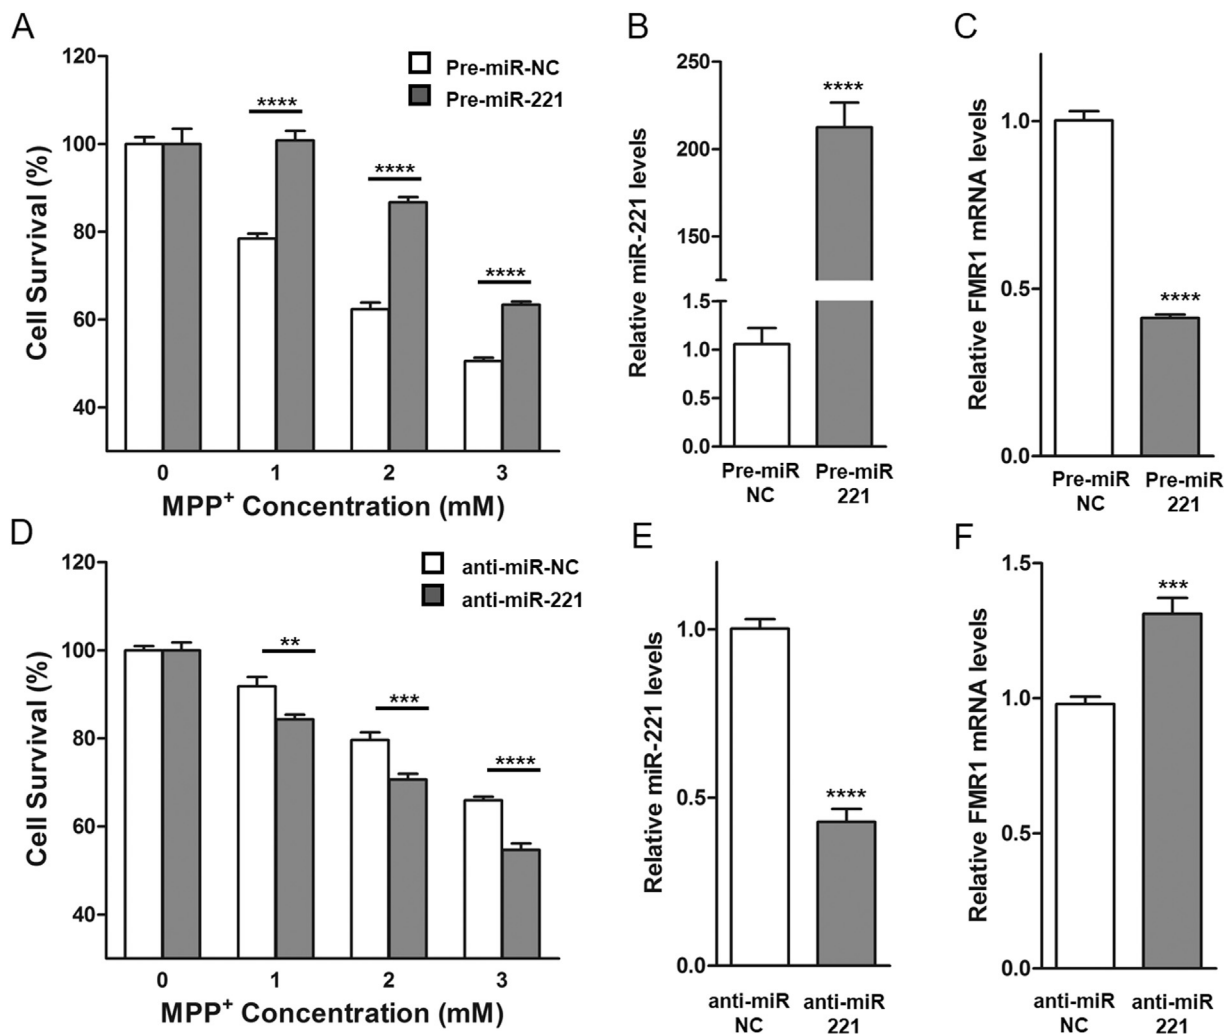 A
Cell Survival (%)
120
100
80
60
40
Pre-miR-NC
Pre-miR-221
****
****
****
0 1 2 3
MPP+ Concentration (mM)
B
Relative miR-221 levels
250
200
150
1.5
1.0
0.5
0.0
****
Pre-miR Pre-miR
NC 221
C
Relative FMR1 mRNA levels
1.0
0.5
0.0
****
Pre-miR Pre-miR
NC 221
D
Cell Survival (%)
120
100
80
60
40
anti-miR-NC
anti-miR-221
**
***
****
0 1 2 3
MPP+ Concentration (mM)
E
Relative miR-221 levels
1.0
0.5
0.0
****
anti-miR anti-miR
NC 221
F
Relative FMR1 mRNA levels
1.5
1.0
0.5
0.0
***
anti-miR anti-miR
NC 221